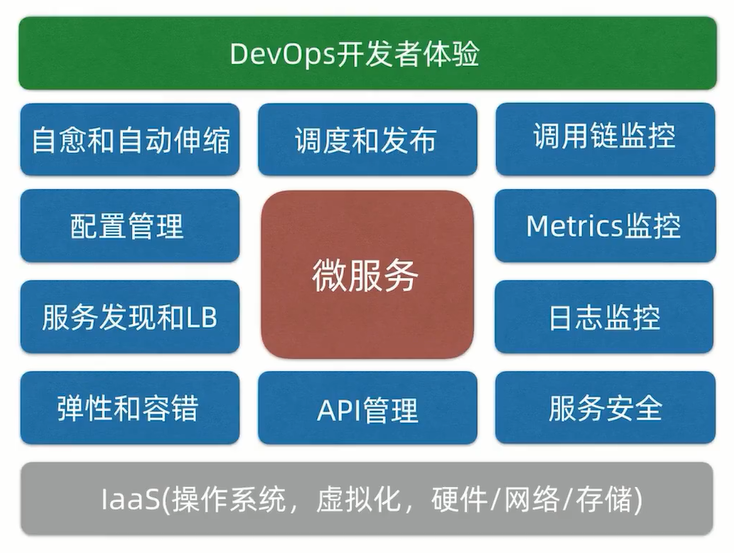 DevOps开发者体验
自愈和自动伸缩
调度和发布
调用链监控
配置管理
微服务
Metrics监控
服务发现和LB
日志监控
弹性和容错
API管理
服务安全
IaaS(操作系统，虚拟化，硬件/网络/存储)